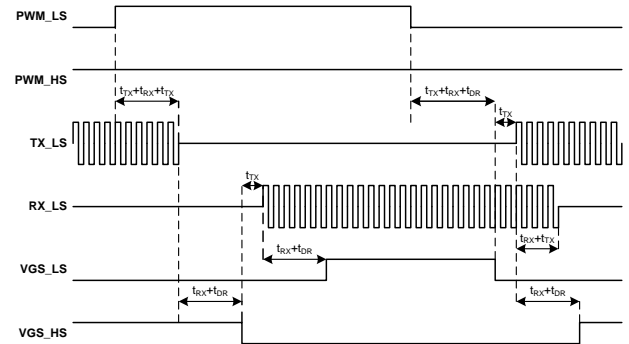 PWM_LS
PWM_HS
tTX+tRX+tTX
tTX+tRX+tDR
TX_LS
tTX
tTX
RX_LS
tRX+tTX
tRX+tDR
VGS_LS
tRX+tDR
tRX+tDR
VGS_HS